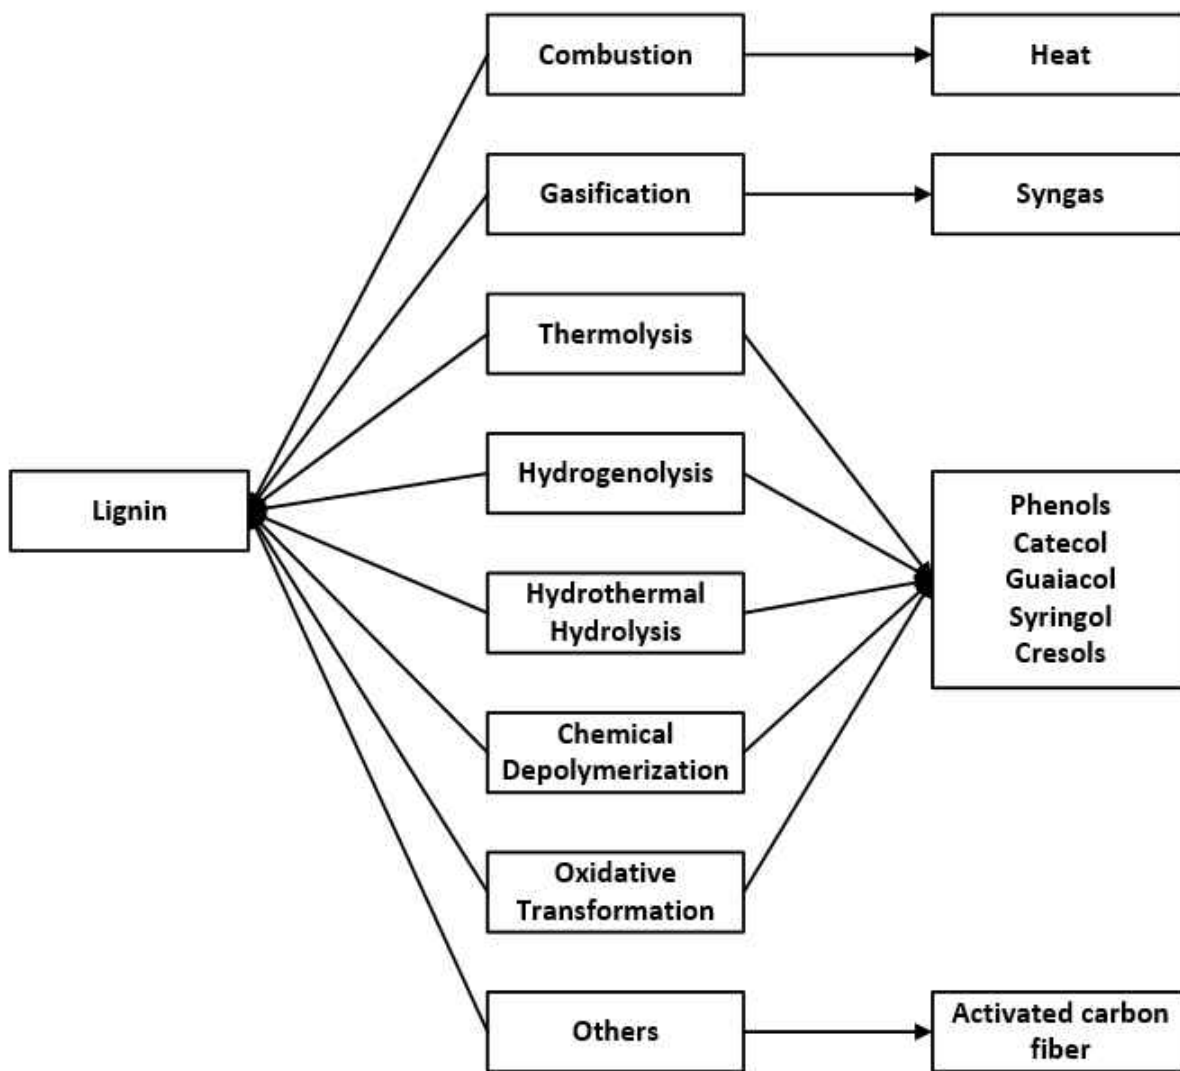 Combustion
Heat
Gasification
Syngas
Thermolysis
Hydrogenolysis
Lignin
Phenols
Catecol
Guaiacol
Syringol
Cresols
Hydrothermal
Hydrolysis
Chemical
Depolymerization
Oxidative
Transformation
Others
Activated carbon
fiber